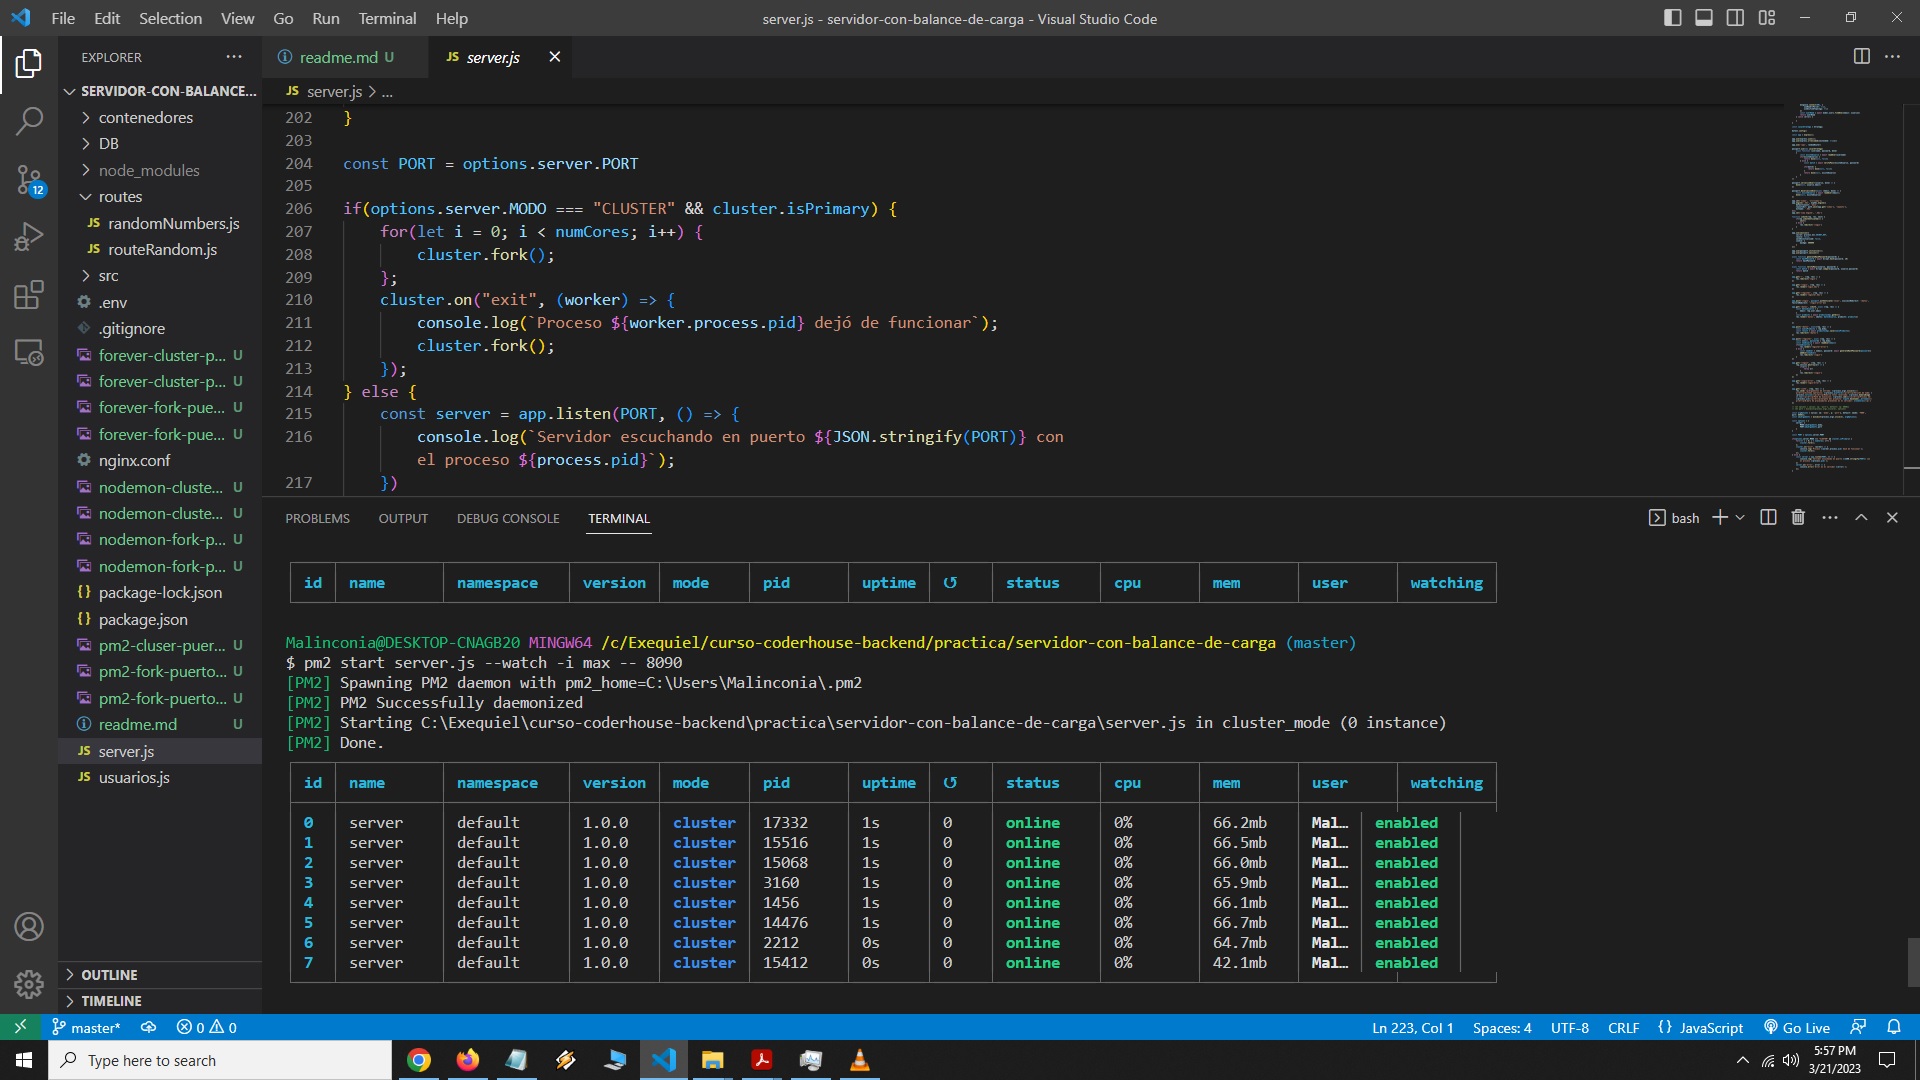 File Edit Selection View Go Run Terminal Help
server.js - servidor-con-balance-de-carga - Visual Studio Code
EXPLORER
SERVIDOR-CON-BALANCE...
contenedores
DB
node_modules
routes
JS randomNumbers.js
JS routeRandom.js
src
.env
.gitignore
forever-cluster-p... U
forever-cluster-p... U
forever-fork-pue... U
forever-fork-pue... U
nginx.conf
nodemon-cluste... U
nodemon-cluste... U
nodemon-fork-p... U
nodemon-fork-p... U
{} package-lock.json
{} package.json
pm2-cluser-puer... U
pm2-fork-puerto... U
pm2-fork-puerto... U
readme.md U
JS server.js
JS usuarios.js
OUTLINE
TIMELINE
12
readme.md U
JS server.js
JS server.js > ...
202 }
203
204 const PORT = options.server.PORT
205
206 if(options.server.MODO === "CLUSTER" && cluster.isPrimary) {
207 for(let i = 0; i < numCores; i++) {
208 cluster.fork();
209 };
210 cluster.on("exit", (worker) => {
211 console.log(`Proceso ${worker.process.pid} dejó de funcionar`);
212 cluster.fork();
213 });
214 } else {
215 const server = app.listen(PORT, () => {
216 console.log(`Servidor escuchando en puerto ${JSON.stringify(PORT)} con
el proceso ${process.pid}`);
217 })
PROBLEMS OUTPUT DEBUG CONSOLE TERMINAL
bash
id name namespace version mode pid uptime ↺ status cpu mem user watching
Malinconia@DESKTOP-CNAGB20 MINGW64 /c/Exequiel/curso-coderhouse-backend/practica/servidor-con-balance-de-carga (master)
$ pm2 start server.js --watch -i max -- 8090
[PM2] Spawning PM2 daemon with pm2_home=C:\Users\Malinconia\.pm2
[PM2] PM2 Successfully daemonized
[PM2] Starting C:\Exequiel\curso-coderhouse-backend\practica\servidor-con-balance-de-carga\server.js in cluster_mode (0 instance)
[PM2] Done.
id name namespace version mode pid uptime ↺ status cpu mem user watching
0 server default 1.0.0 cluster 17332 1s 0 online 0% 66.2mb Mal… enabled
1 server default 1.0.0 cluster 15516 1s 0 online 0% 66.5mb Mal… enabled
2 server default 1.0.0 cluster 15068 1s 0 online 0% 66.0mb Mal… enabled
3 server default 1.0.0 cluster 3160 1s 0 online 0% 65.9mb Mal… enabled
4 server default 1.0.0 cluster 1456 1s 0 online 0% 66.1mb Mal… enabled
5 server default 1.0.0 cluster 14476 1s 0 online 0% 66.7mb Mal… enabled
6 server default 1.0.0 cluster 2212 0s 0 online 0% 64.7mb Mal… enabled
7 server default 1.0.0 cluster 15412 0s 0 online 0% 42.1mb Mal… enabled
master* 0 0
Ln 223, Col 1 Spaces: 4 UTF-8 CRLF {} JavaScript Go Live
Type here to search
5:57 PM
3/21/2023